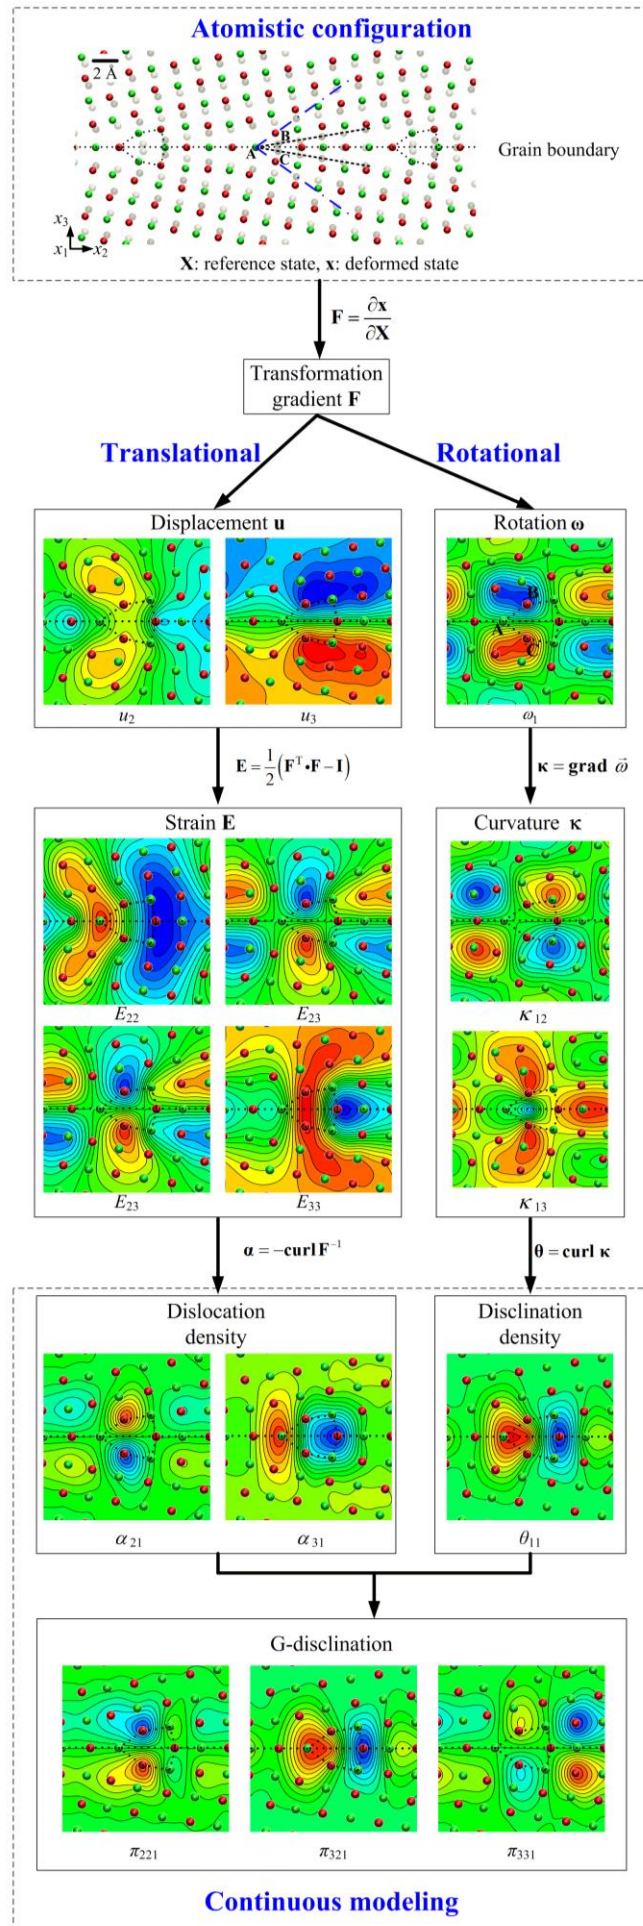 Atomistic configuration
2 Å
B
A
C
Grain boundary
x₃
x₁ x₂
X: reference state, x: deformed state
F = ∂x/∂X
Transformation
gradient F
Translational
Rotational
Displacement u
Rotation ω
B
A
C
u₂
u₃
ω₁
E = 1/2 (Fᵀ·F − I)
κ = grad ω⃗
Strain E
Curvature κ
E₂₂
E₂₃
κ₁₂
E₂₃
E₃₃
κ₁₃
α = −curl F⁻¹
θ = curl κ
Dislocation
density
Disclination
density
α₂₁
α₃₁
θ₁₁
G-disclination
π₂₂₁
π₃₂₁
π₃₃₁
Continuous modeling